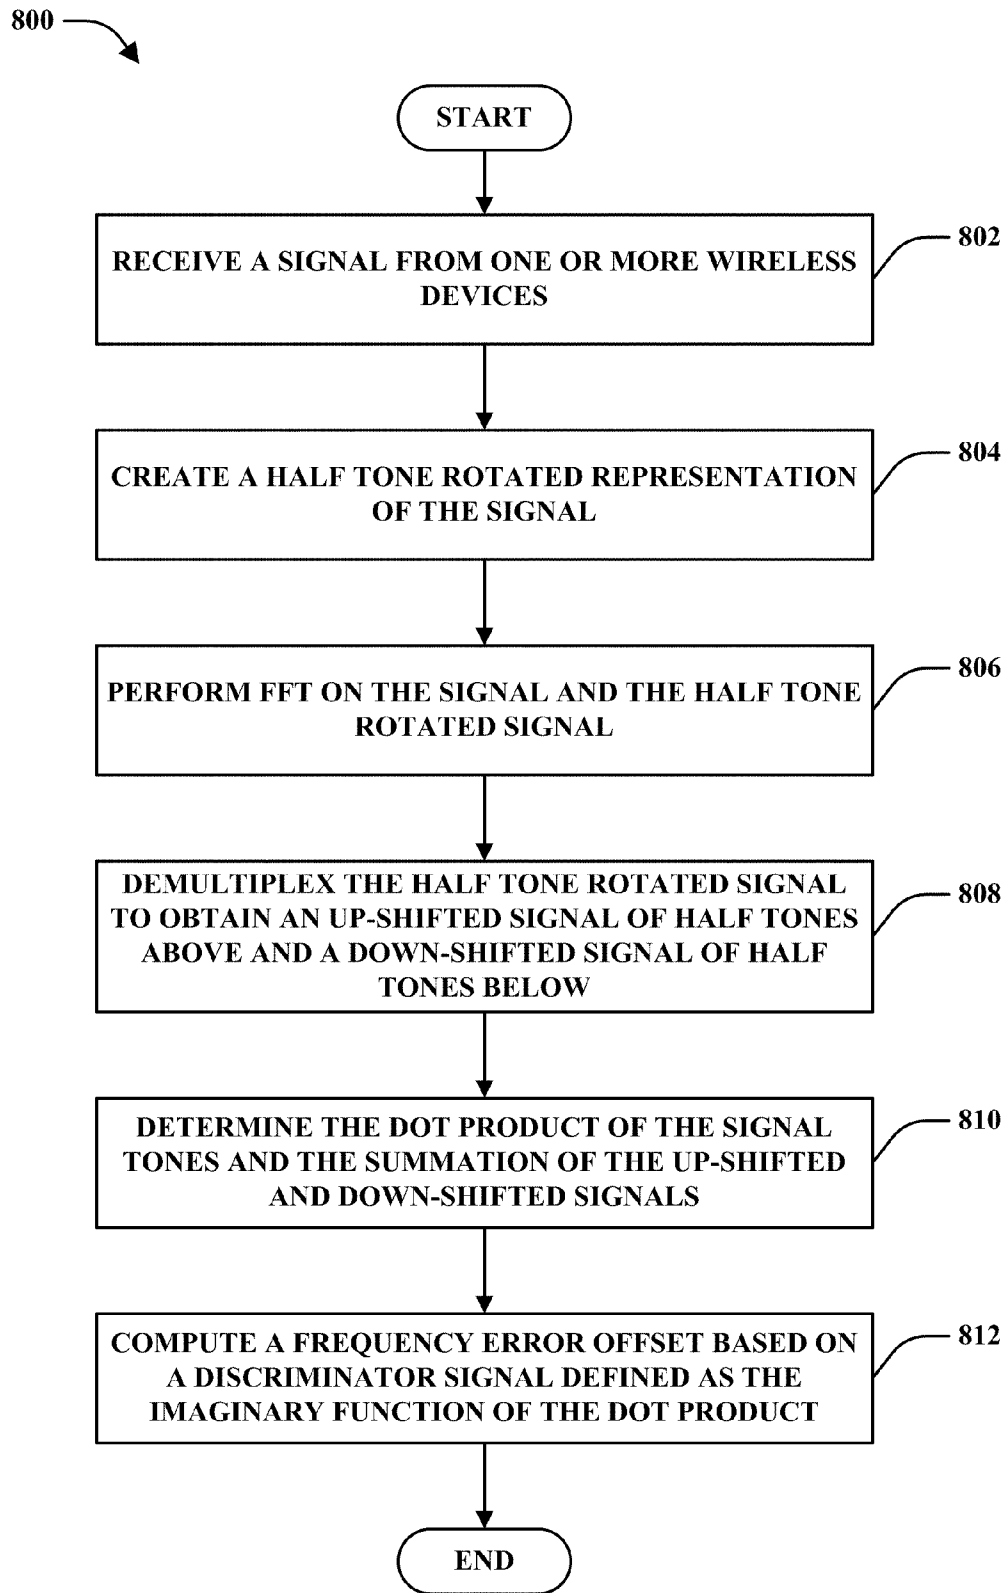 800
START
RECEIVE A SIGNAL FROM ONE OR MORE WIRELESS
DEVICES
802
CREATE A HALF TONE ROTATED REPRESENTATION
OF THE SIGNAL
804
PERFORM FFT ON THE SIGNAL AND THE HALF TONE
ROTATED SIGNAL
806
DEMULTIPLEX THE HALF TONE ROTATED SIGNAL
TO OBTAIN AN UP-SHIFTED SIGNAL OF HALF TONES
ABOVE AND A DOWN-SHIFTED SIGNAL OF HALF
TONES BELOW
808
DETERMINE THE DOT PRODUCT OF THE SIGNAL
TONES AND THE SUMMATION OF THE UP-SHIFTED
AND DOWN-SHIFTED SIGNALS
810
COMPUTE A FREQUENCY ERROR OFFSET BASED ON
A DISCRIMINATOR SIGNAL DEFINED AS THE
IMAGINARY FUNCTION OF THE DOT PRODUCT
812
END